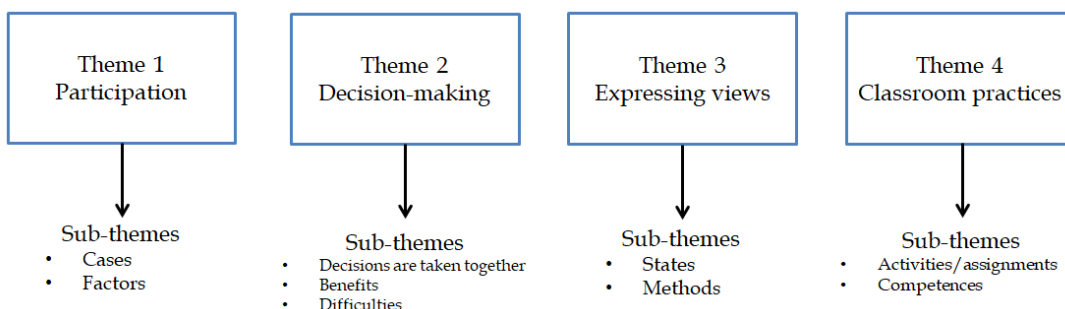 Theme 1
Participation
Sub-themes
• Cases
• Factors
Theme 2
Decision-making
Sub-themes
• Decisions are taken together
• Benefits
• Difficulties
Theme 3
Expressing views
Sub-themes
• States
• Methods
Theme 4
Classroom practices
Sub-themes
• Activities/assignments
• Competences